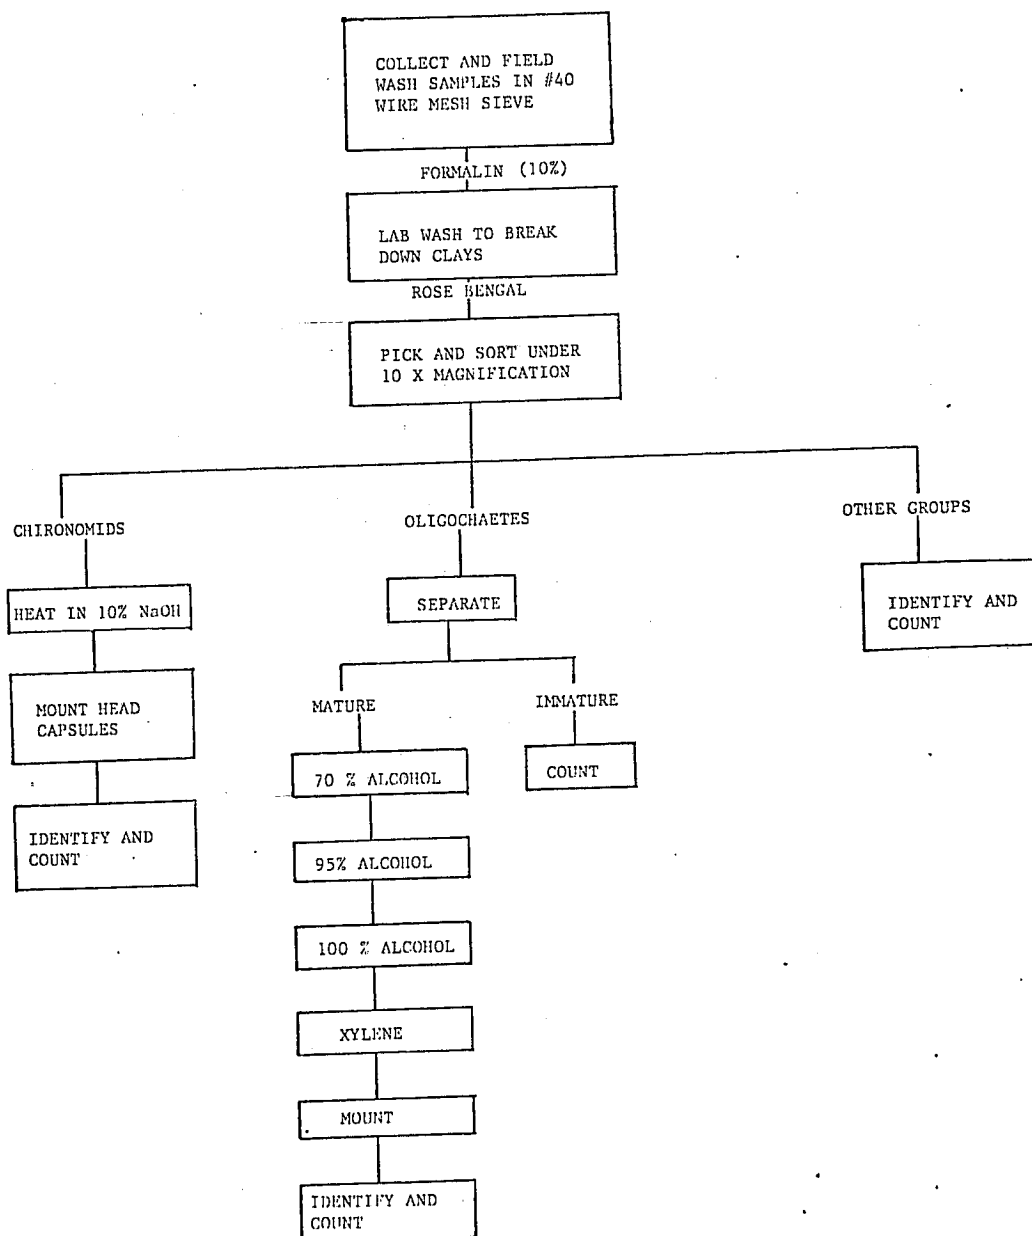 COLLECT AND FIELD
WASH SAMPLES IN #40
WIRE MESH SIEVE
FORMALIN (10%)
LAB WASH TO BREAK
DOWN CLAYS
ROSE BENGAL
PICK AND SORT UNDER
10 X MAGNIFICATION
CHIRONOMIDS
HEAT IN 10% NaOH
MOUNT HEAD
CAPSULES
IDENTIFY AND
COUNT
OLIGOCHAETES
SEPARATE
MATURE
70 % ALCOHOL
95% ALCOHOL
100 % ALCOHOL
XYLENE
MOUNT
IDENTIFY AND
COUNT
IMMATURE
COUNT
OTHER GROUPS
IDENTIFY AND
COUNT